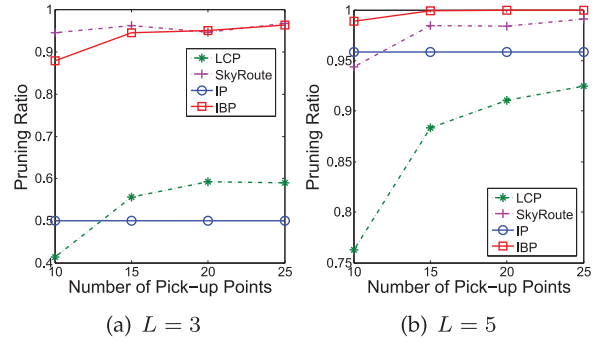 1
0.9
0.8
0.7
0.6
0.5
0.4
10
15
20
25
Pruning Ratio
Number of Pick-up Points
LCP
SkyRoute
IP
IBP
(a) L = 3
1
0.95
0.9
0.85
0.8
0.75
10
15
20
25
Pruning Ratio
Number of Pick-up Points
LCP
SkyRoute
IP
IBP
(b) L = 5